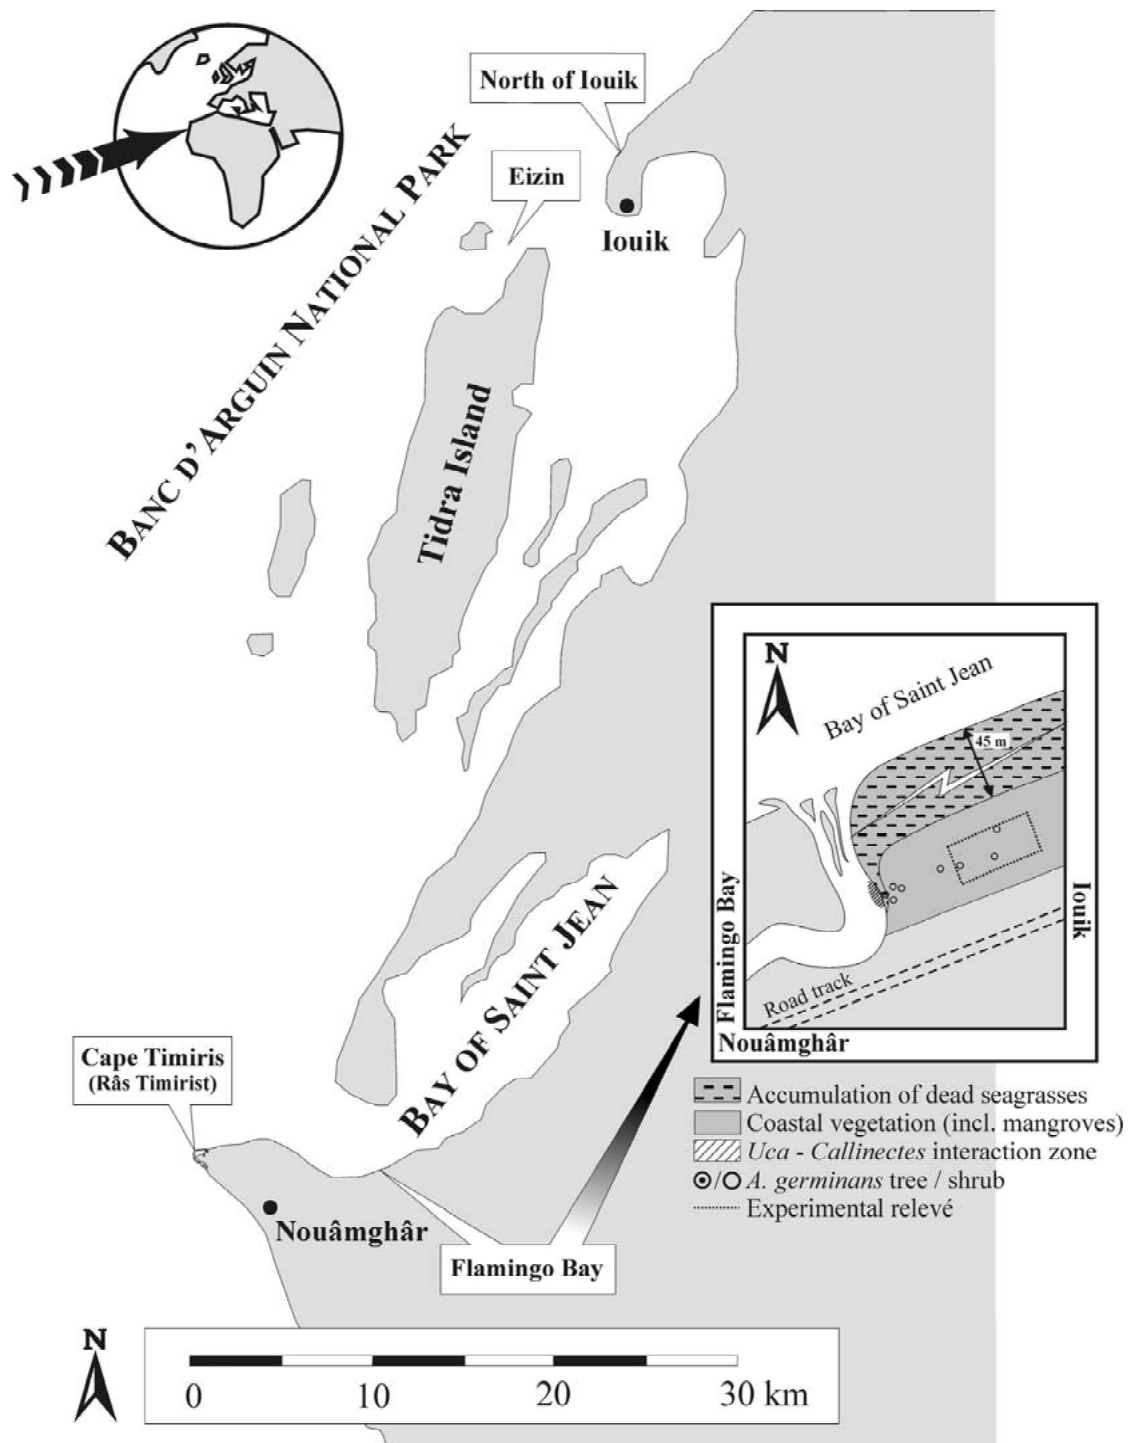 North of Iouik
Eizin
Iouik
BANC D'ARGUIN NATIONAL PARK
Tidra Island
N
Bay of Saint Jean
45 m
Flamingo Bay
Iouik
Road track
Nouâmghâr
BAY OF SAINT JEAN
Cape Timiris
(Râs Timirist)
Accumulation of dead seagrasses
Coastal vegetation (incl. mangroves)
Uca - Callinectes interaction zone
/ A. germinans tree / shrub
Experimental relevé
Nouâmghâr
Flamingo Bay
N
0 10 20 30 km